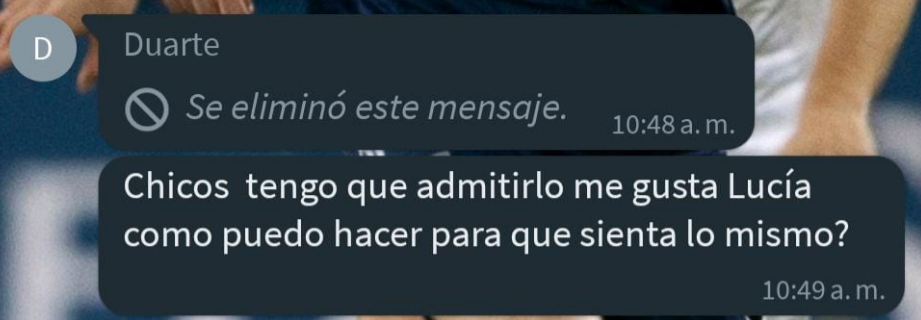 D
Duarte
Se eliminó este mensaje.
10:48 a. m.
Chicos tengo que admitirlo me gusta Lucía
como puedo hacer para que sienta lo mismo?
10:49 a. m.